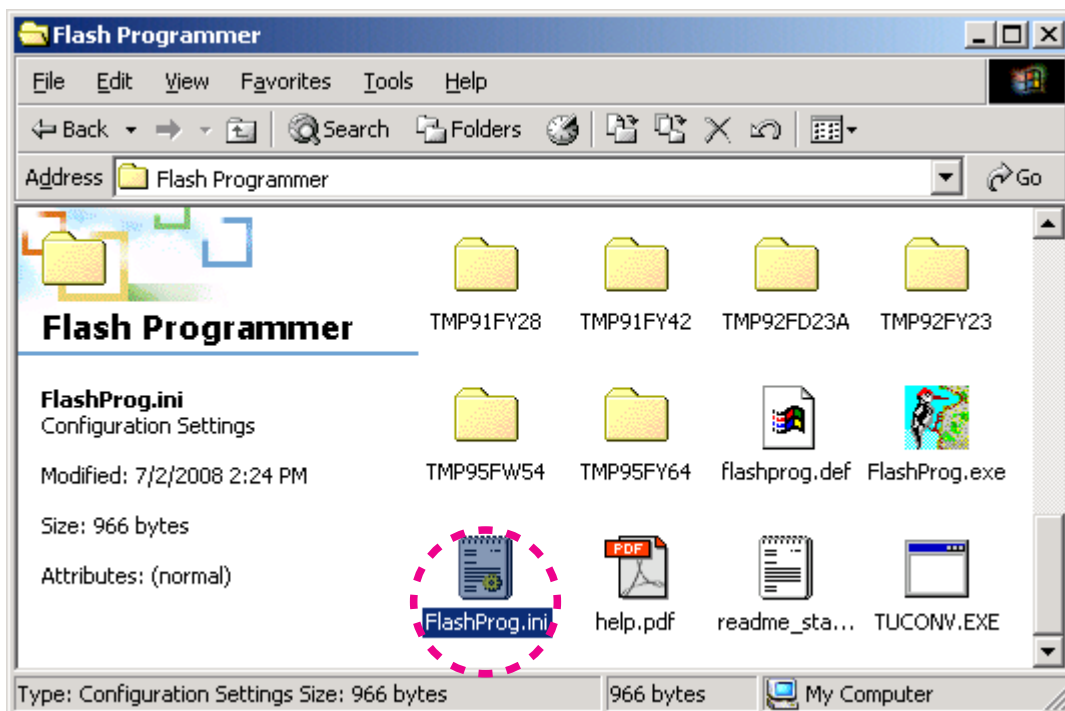 Flash Programmer
File Edit View Favorites Tools Help
Back Search Folders
Address Flash Programmer Go
Flash Programmer
FlashProg.ini
Configuration Settings
Modified: 7/2/2008 2:24 PM
Size: 966 bytes
Attributes: (normal)
TMP91FY28 TMP91FY42 TMP92FD23A TMP92FY23
TMP95FW54 TMP95FY64 flashprog.def FlashProg.exe
PDF
FlashProg.ini help.pdf readme_sta... TUCONV.EXE
Type: Configuration Settings Size: 966 bytes 966 bytes My Computer